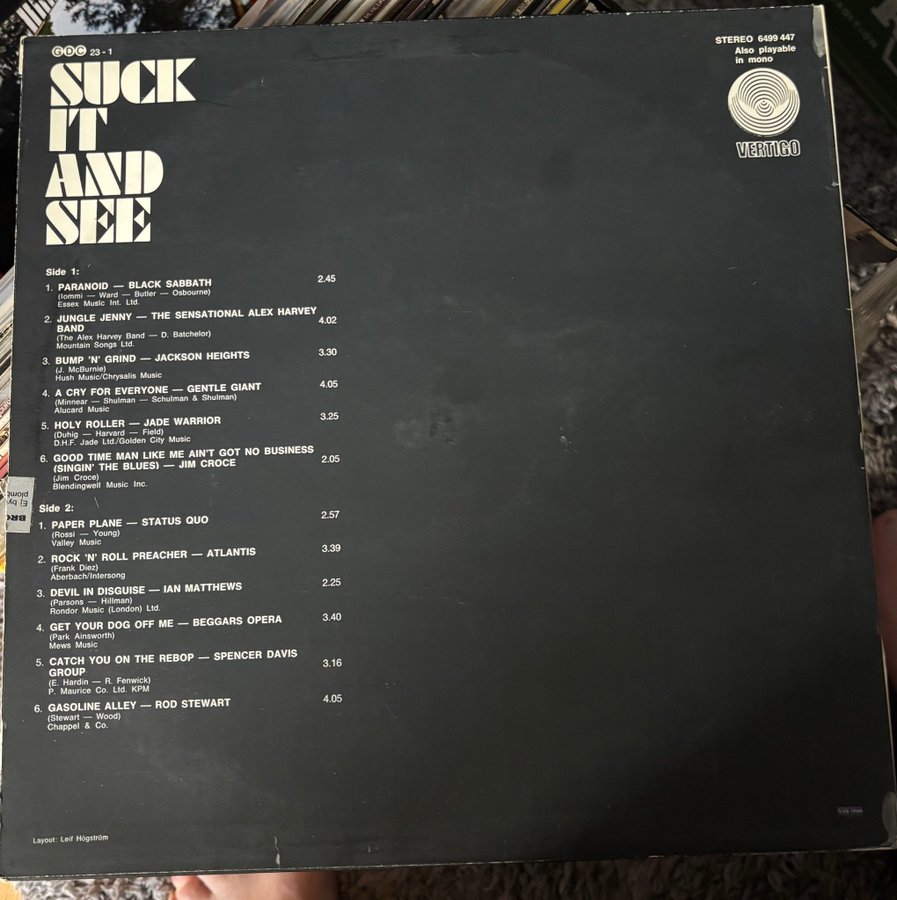 GDC 23-1
SUCK
IT
AND
SEE
STEREO 6499 447
Also playable
in mono
VERTIGO
Side 1:
1. PARANOID — BLACK SABBATH 2.45
(Iommi — Ward — Butler — Osbourne)
Essex Music Int. Ltd.
2. JUNGLE JENNY — THE SENSATIONAL ALEX HARVEY
BAND 4.02
(The Alex Harvey Band — D. Batchelor)
Mountain Songs Ltd.
3. BUMP 'N' GRIND — JACKSON HEIGHTS 3.30
(J. McBurnie)
Hush Music/Chrysalis Music
4. A CRY FOR EVERYONE — GENTLE GIANT 4.05
(Minnear — Shulman — Schulman & Shulman)
Alucard Music
5. HOLY ROLLER — JADE WARRIOR 3.25
(Duhig — Harvard — Field)
D.H.F. Jade Ltd./Golden City Music
6. GOOD TIME MAN LIKE ME AIN'T GOT NO BUSINESS
(SINGIN' THE BLUES) — JIM CROCE 2.05
(Jim Croce)
Blendingwell Music Inc.
Side 2:
1. PAPER PLANE — STATUS QUO 2.57
(Rossi — Young)
Valley Music
2. ROCK 'N' ROLL PREACHER — ATLANTIS 3.39
(Frank Diez)
Aberbach/Intersong
3. DEVIL IN DISGUISE — IAN MATTHEWS 2.25
(Parsons — Hillman)
Rondor Music (London) Ltd.
4. GET YOUR DOG OFF ME — BEGGARS OPERA 3.40
(Park Ainsworth)
Mews Music
5. CATCH YOU ON THE REBOP — SPENCER DAVIS
GROUP 3.16
(E. Hardin — R. Fenwick)
P. Maurice Co. Ltd. KPM
6. GASOLINE ALLEY — ROD STEWART 4.05
(Stewart — Wood)
Chappel & Co.
Layout: Leif Högström